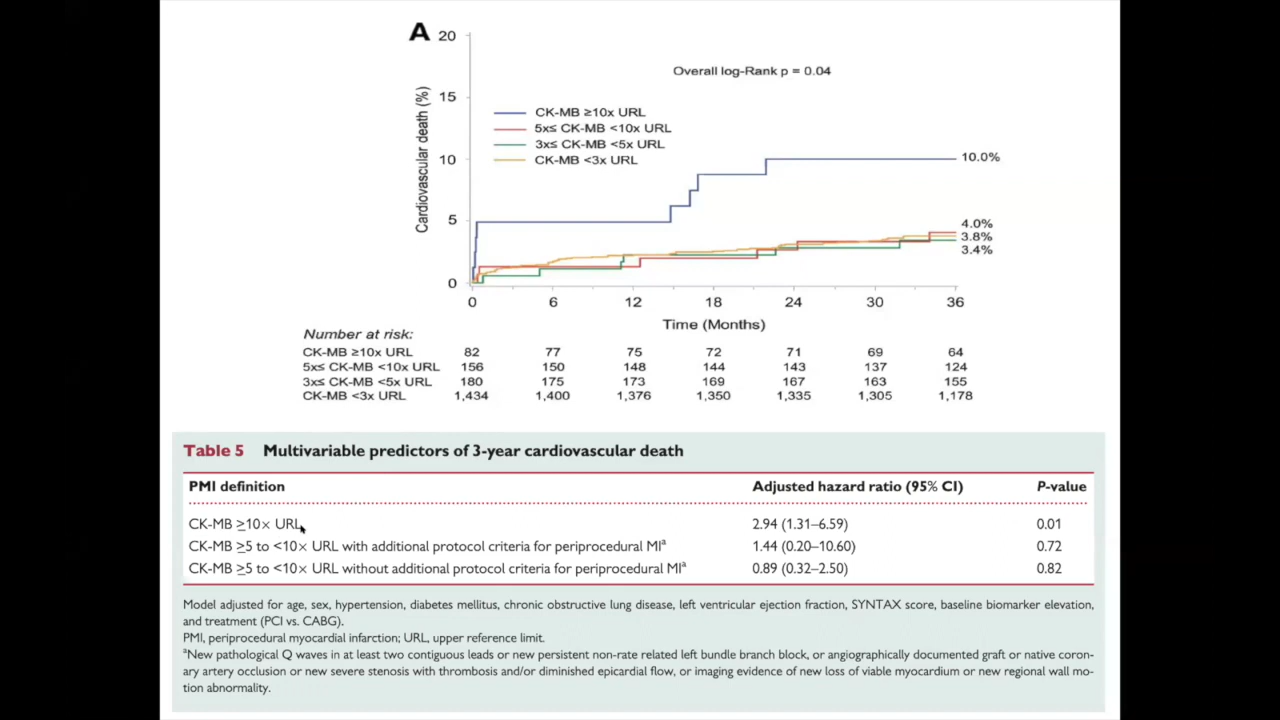 A
20
Overall log-Rank p = 0.04
15
CK-MB ≥10x URL
5x≤ CK-MB <10x URL
3x≤ CK-MB <5x URL
CK-MB <3x URL
Cardiovascular death (%)
10
10.0%
5
4.0%
3.8%
3.4%
0
0 6 12 18 24 30 36
Time (Months)
Number at risk:
CK-MB ≥10x URL 82 77 75 72 71 69 64
5x≤ CK-MB <10x URL 156 150 148 144 143 137 124
3x≤ CK-MB <5x URL 180 175 173 169 167 163 155
CK-MB <3x URL 1,434 1,400 1,376 1,350 1,335 1,305 1,178
Table 5 Multivariable predictors of 3-year cardiovascular death
PMI definition Adjusted hazard ratio (95% CI) P-value
CK-MB ≥10× URL 2.94 (1.31–6.59) 0.01
CK-MB ≥5 to <10× URL with additional protocol criteria for periprocedural MIᵃ 1.44 (0.20–10.60) 0.72
CK-MB ≥5 to <10× URL without additional protocol criteria for periprocedural MIᵃ 0.89 (0.32–2.50) 0.82
Model adjusted for age, sex, hypertension, diabetes mellitus, chronic obstructive lung disease, left ventricular ejection fraction, SYNTAX score, baseline biomarker elevation,
and treatment (PCI vs. CABG).
PMI, periprocedural myocardial infarction; URL, upper reference limit.
ᵃNew pathological Q waves in at least two contiguous leads or new persistent non-rate related left bundle branch block, or angiographically documented graft or native coron-
ary artery occlusion or new severe stenosis with thrombosis and/or diminished epicardial flow, or imaging evidence of new loss of viable myocardium or new regional wall mo-
tion abnormality.